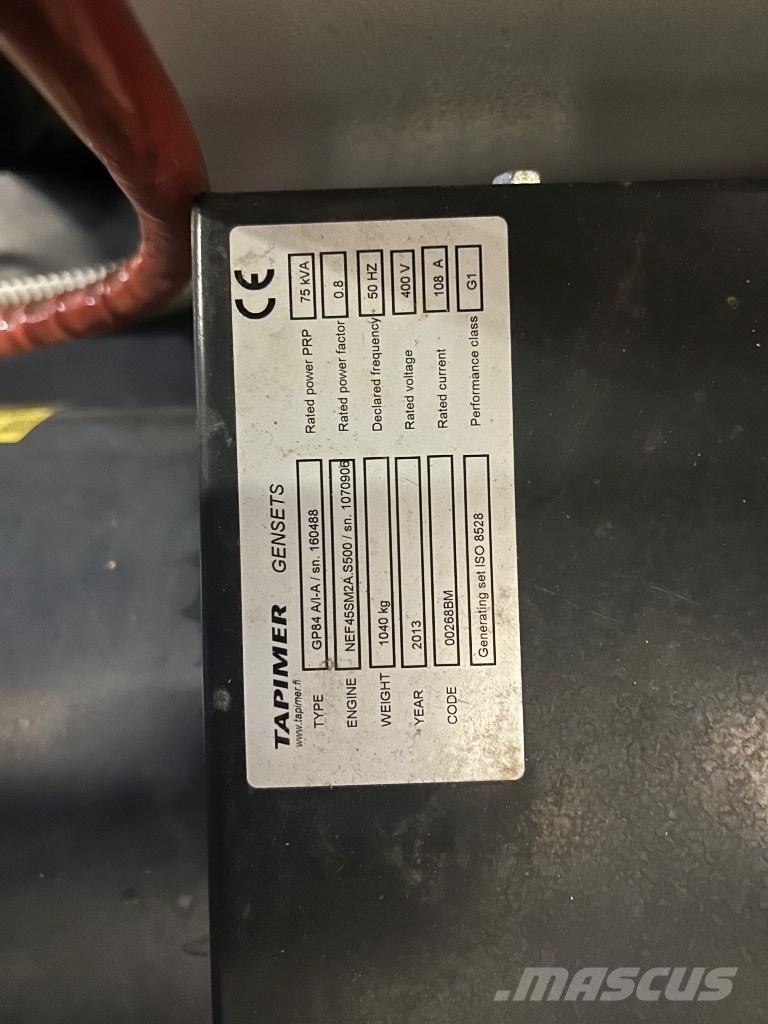 TAPIMER GENSETS CE
www.tapimer.fi
TYPE GP84 A/I-A / sn. 160488 Rated power PRP 75 kVA
ENGINE NEF45SM2A.S500 / sn. 1070906 Rated power factor 0.8
WEIGHT 1040 kg Declared frequency 50 HZ
YEAR 2013 Rated voltage 400 V
CODE 00268BM Rated current 108 A
Generating set ISO 8528 Performance class G1
.MASCUS